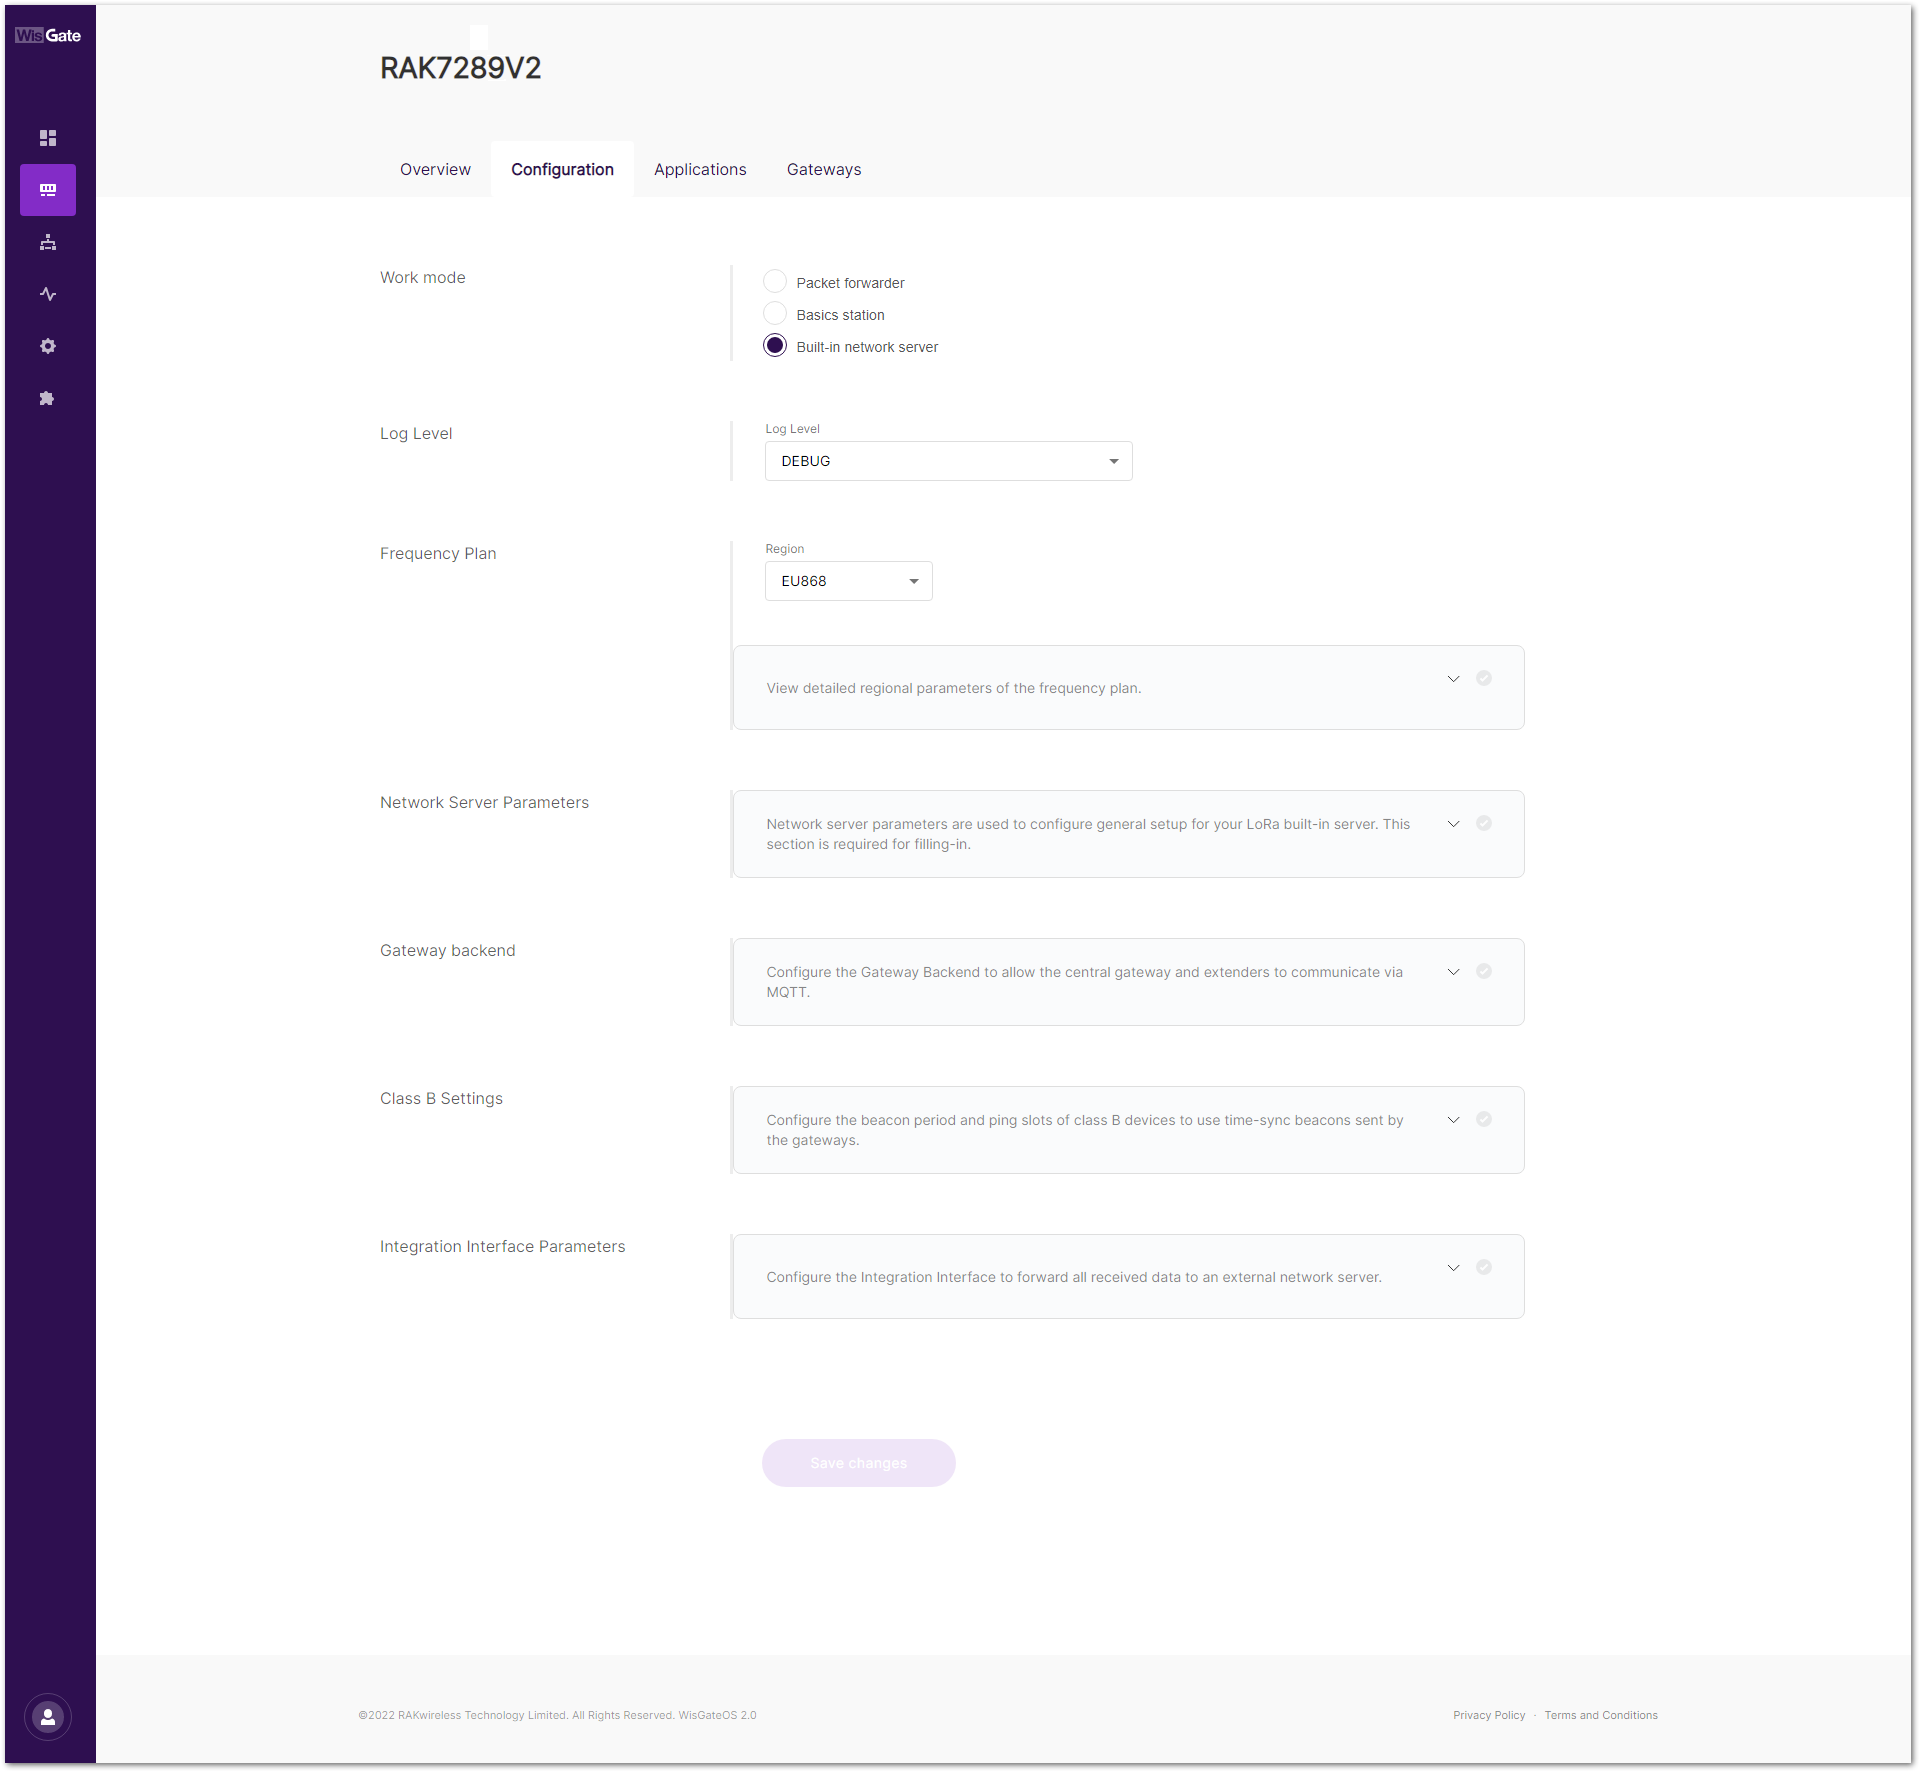 WisGate
RAK7289V2
Overview
Configuration
Applications
Gateways
Work mode
Packet forwarder
Basics station
Built-in network server
Log Level
Log Level
DEBUG
Frequency Plan
Region
EU868
View detailed regional parameters of the frequency plan.
Network Server Parameters
Network server parameters are used to configure general setup for your LoRa built-in server. This
section is required for filling-in.
Gateway backend
Configure the Gateway Backend to allow the central gateway and extenders to communicate via
MQTT.
Class B Settings
Configure the beacon period and ping slots of class B devices to use time-sync beacons sent by
the gateways.
Integration Interface Parameters
Configure the Integration Interface to forward all received data to an external network server.
Save changes
©2022 RAKwireless Technology Limited. All Rights Reserved. WisGateOS 2.0
Privacy Policy · Terms and Conditions